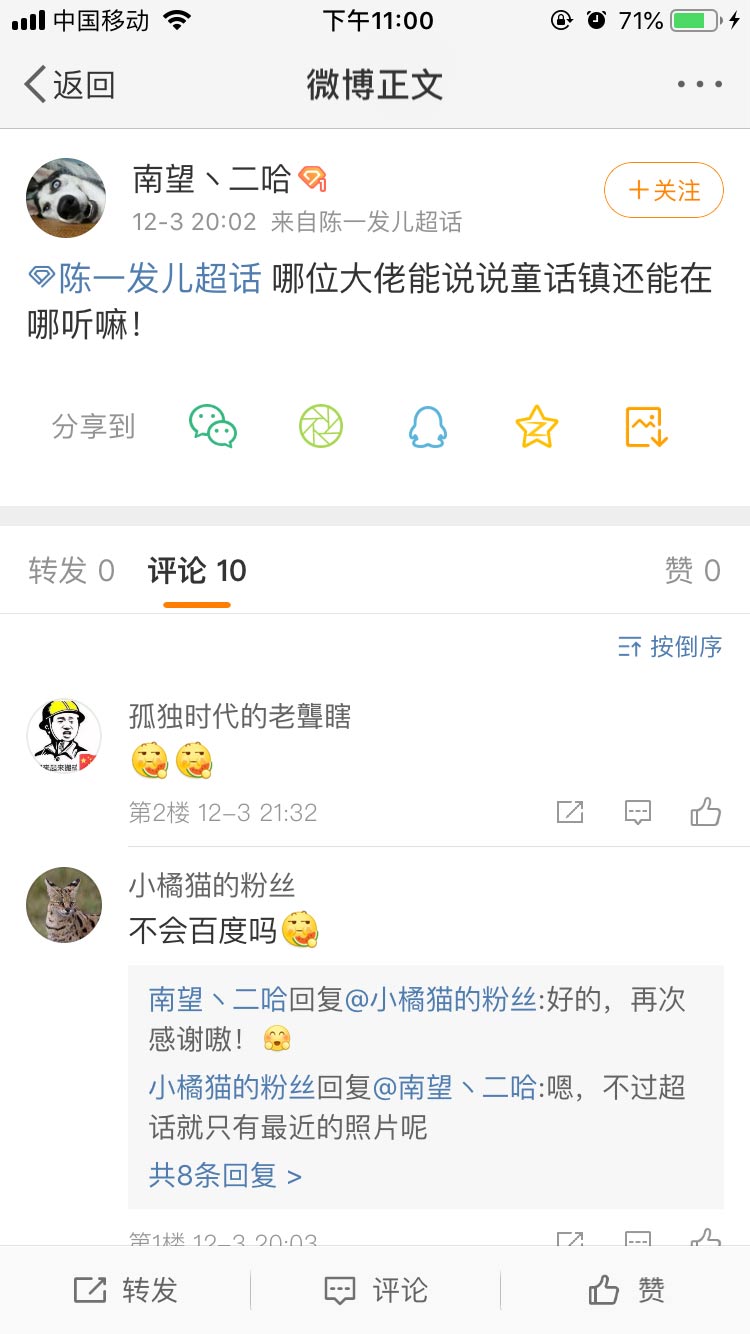 中国移动
下午11:00
71%
返回
微博正文
南望丶二哈
+关注
12-3 20:02 来自陈一发儿超话
陈一发儿超话 哪位大佬能说说童话镇还能在
哪听嘛！
分享到
转发 0
评论 10
赞 0
按倒序
孤独时代的老聾瞎
第2楼 12-3 21:32
小橘猫的粉丝
不会百度吗
南望丶二哈回复@小橘猫的粉丝:好的，再次
感谢嗷！
小橘猫的粉丝回复@南望丶二哈:嗯，不过超
话就只有最近的照片呢
共8条回复 >
第1楼 12-3 20:03
转发
评论
赞